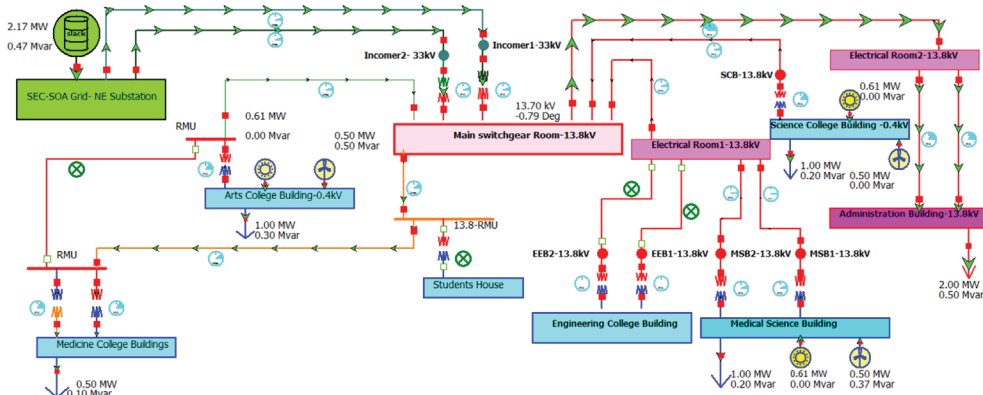 2.17 MW
0.47 Mvar
slack
SEC-SOA Grid- NE Substation
Incomer2- 33kV
Incomer1-33kV
13.70 kV
-0.79 Deg
Main switchgear Room-13.8kV
Electrical Room1-13.8kV
Electrical Room2-13.8kV
SCB-13.8kV
0.61 MW
0.00 Mvar
Science College Building -0.4kV
1.00 MW
0.20 Mvar
0.50 MW
0.00 Mvar
Administration Building-13.8kV
2.00 MW
0.50 Mvar
RMU
0.61 MW
0.00 Mvar
0.50 MW
0.50 Mvar
Arts College Building-0.4kV
1.00 MW
0.30 Mvar
13.8-RMU
Students House
RMU
Medicine College Buildings
0.50 MW
0.10 Mvar
EEB2-13.8kV
EEB1-13.8kV
MSB2-13.8kV
MSB1-13.8kV
Engineering College Building
Medical Science Building
1.00 MW
0.20 Mvar
0.61 MW
0.00 Mvar
0.50 MW
0.37 Mvar